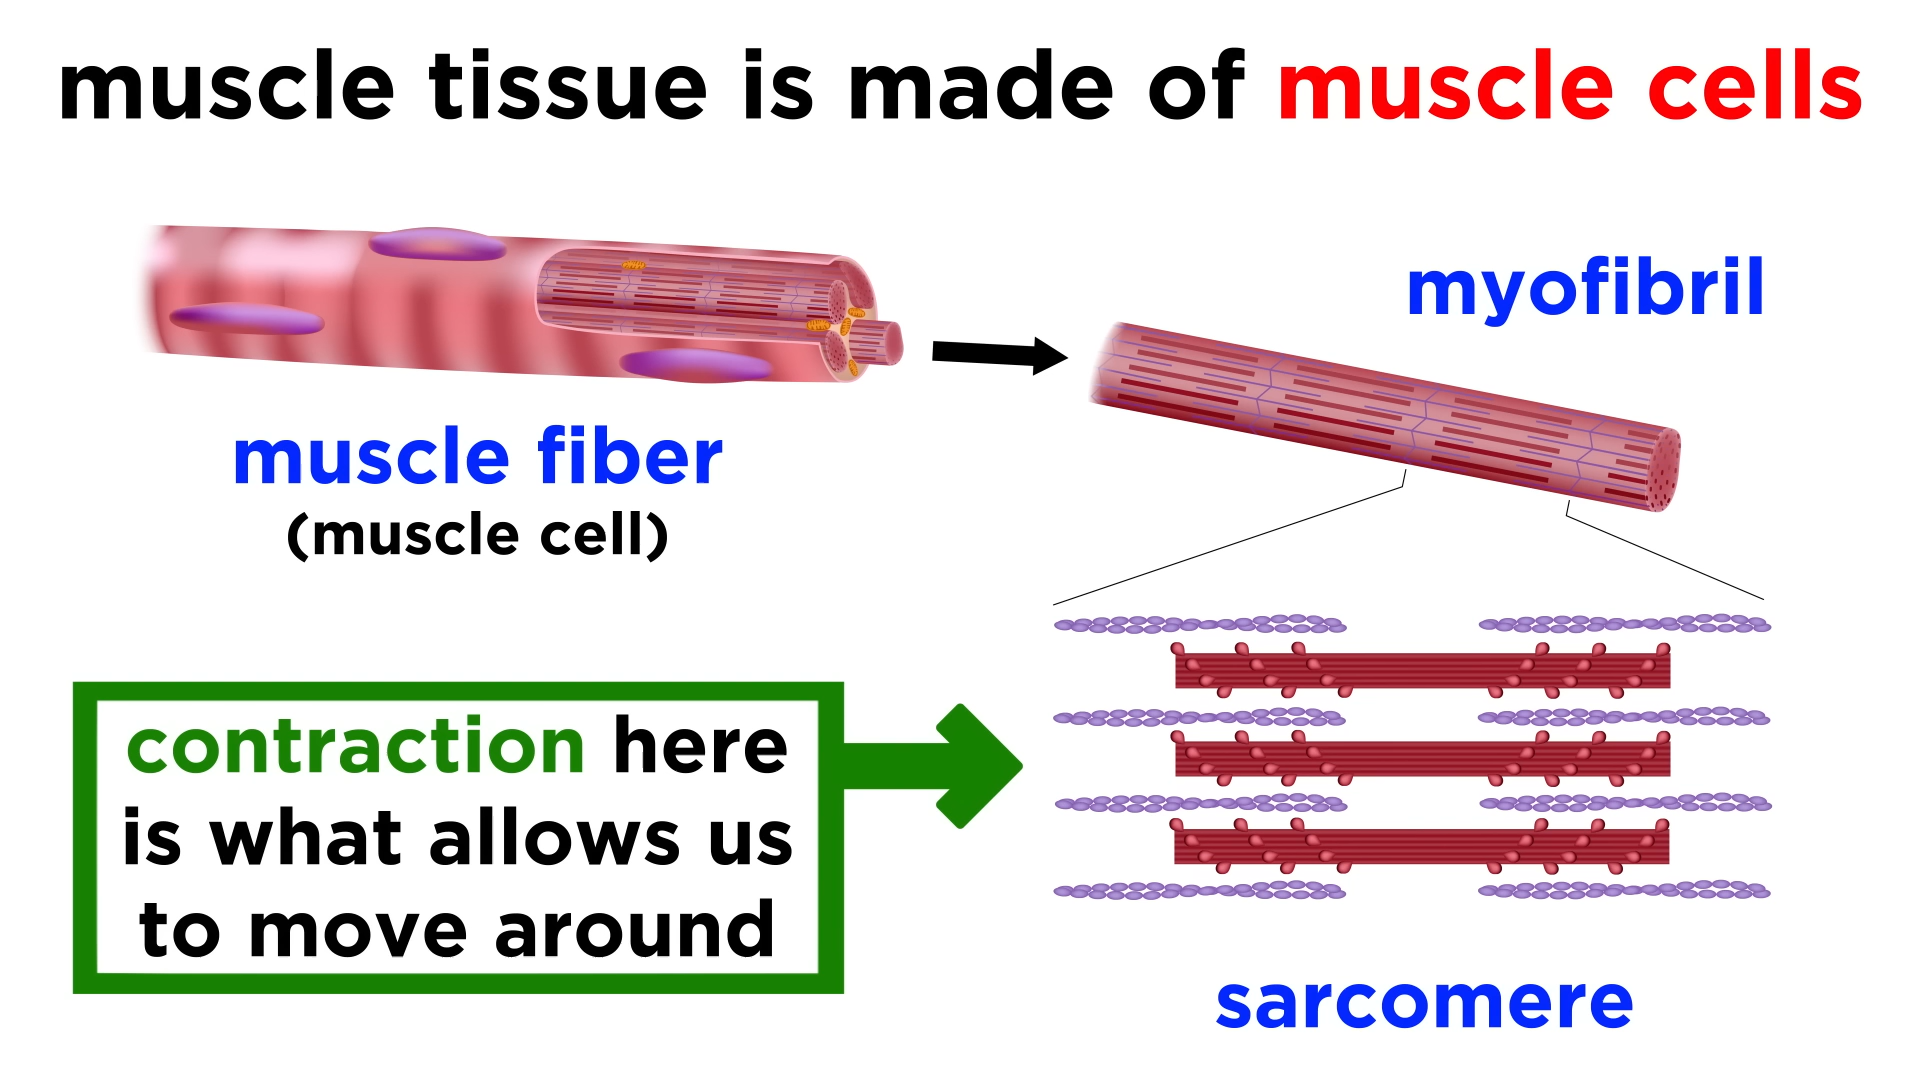 muscle tissue is made of muscle cells
myofibril
muscle fiber
(muscle cell)
contraction here
is what allows us
to move around
sarcomere